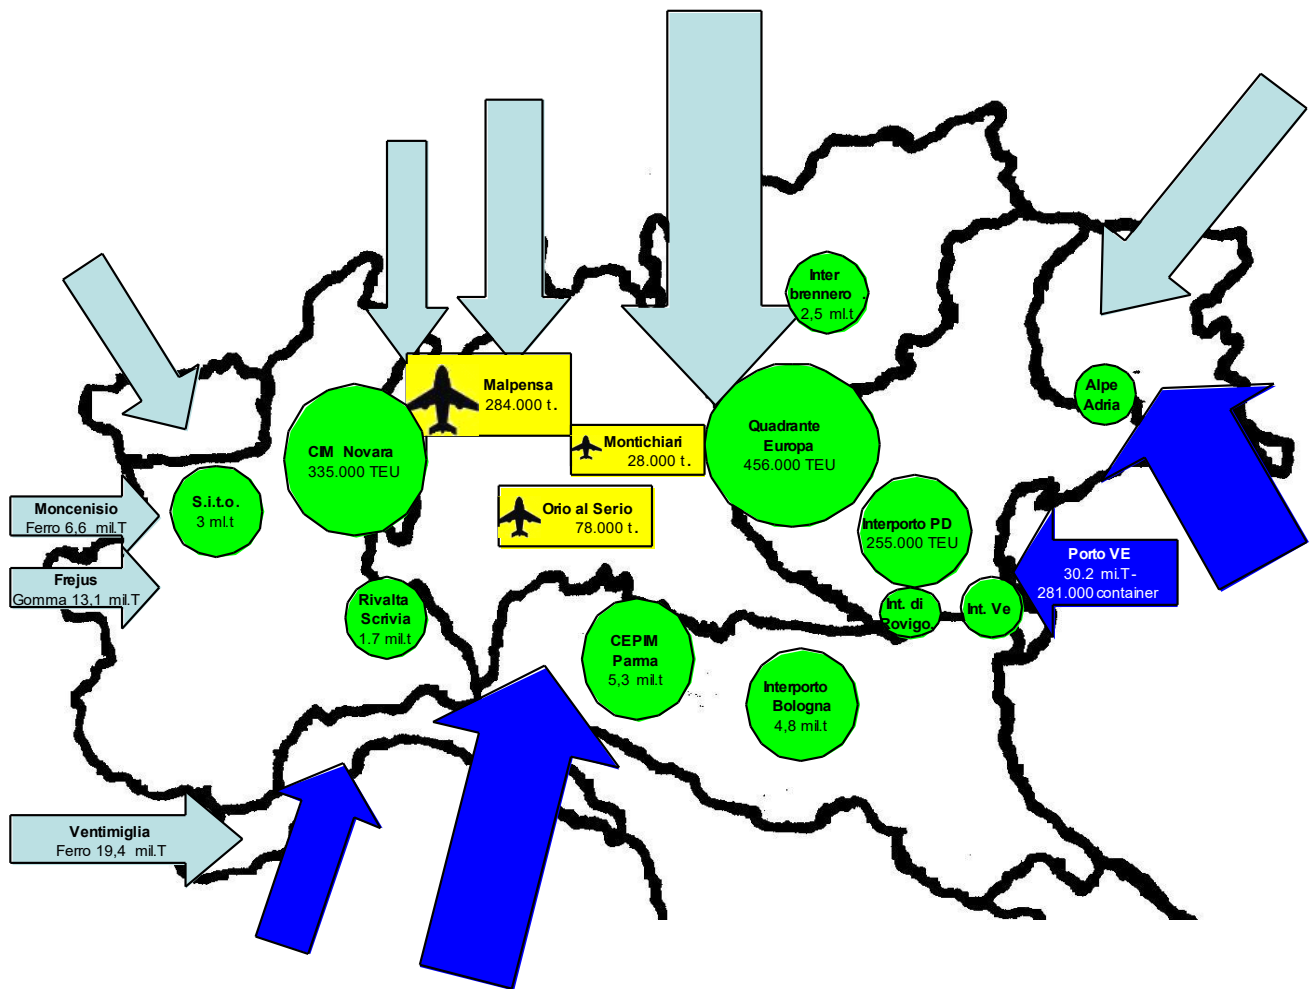 Inter
brennero .
2,5 ml.t
Malpensa
284.000 t.
Alpe
Adria
Quadrante
Europa
456.000 TEU
Montichiari
28.000 t.
CIM Novara
335.000 TEU
S.i.t.o.
3 ml.t
Moncenisio
Ferro 6,6 mil.T
Orio al Serio
78.000 t.
Interporto PD
255.000 TEU
Porto VE
30.2 mi.T-
281.000 container
Frejus
Gomma 13,1 mil.T
Rivalta
Scrivia
1.7 mil.t
Int. di
Rovigo
Int. Ve
CEPIM
Parma
5,3 mil.t
Interporto
Bologna
4,8 mil.t
Ventimiglia
Ferro 19,4 mil.T